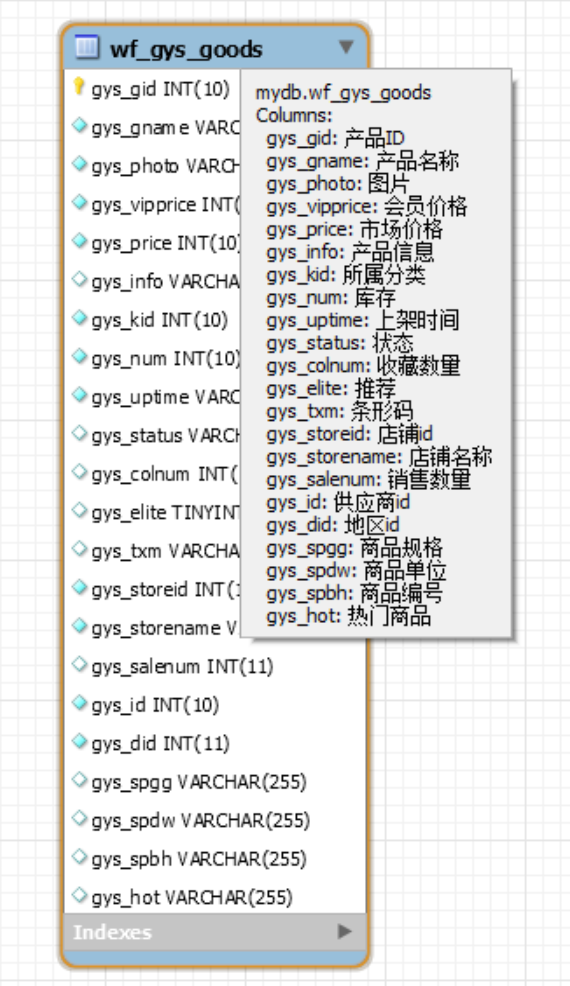 wf_gys_goods
gys_gid INT(10)
gys_gname VARC
gys_photo VARCH
gys_vipprice INT(
gys_price INT(10)
gys_info VARCHA
gys_kid INT(10)
gys_num INT(10)
gys_uptime VARC
gys_status VARCH
gys_colnum INT(
gys_elite TINYINT
gys_txm VARCHA
gys_storeid INT(1
gys_storename V
gys_salenum INT(11)
gys_id INT(10)
gys_did INT(11)
gys_spgg VARCHAR(255)
gys_spdw VARCHAR(255)
gys_spbh VARCHAR(255)
gys_hot VARCHAR(255)
Indexes
mydb.wf_gys_goods
Columns:
gys_gid: 产品ID
gys_gname: 产品名称
gys_photo: 图片
gys_vipprice: 会员价格
gys_price: 市场价格
gys_info: 产品信息
gys_kid: 所属分类
gys_num: 库存
gys_uptime: 上架时间
gys_status: 状态
gys_colnum: 收藏数量
gys_elite: 推荐
gys_txm: 条形码
gys_storeid: 店铺id
gys_storename: 店铺名称
gys_salenum: 销售数量
gys_id: 供应商id
gys_did: 地区id
gys_spgg: 商品规格
gys_spdw: 商品单位
gys_spbh: 商品编号
gys_hot: 热门商品